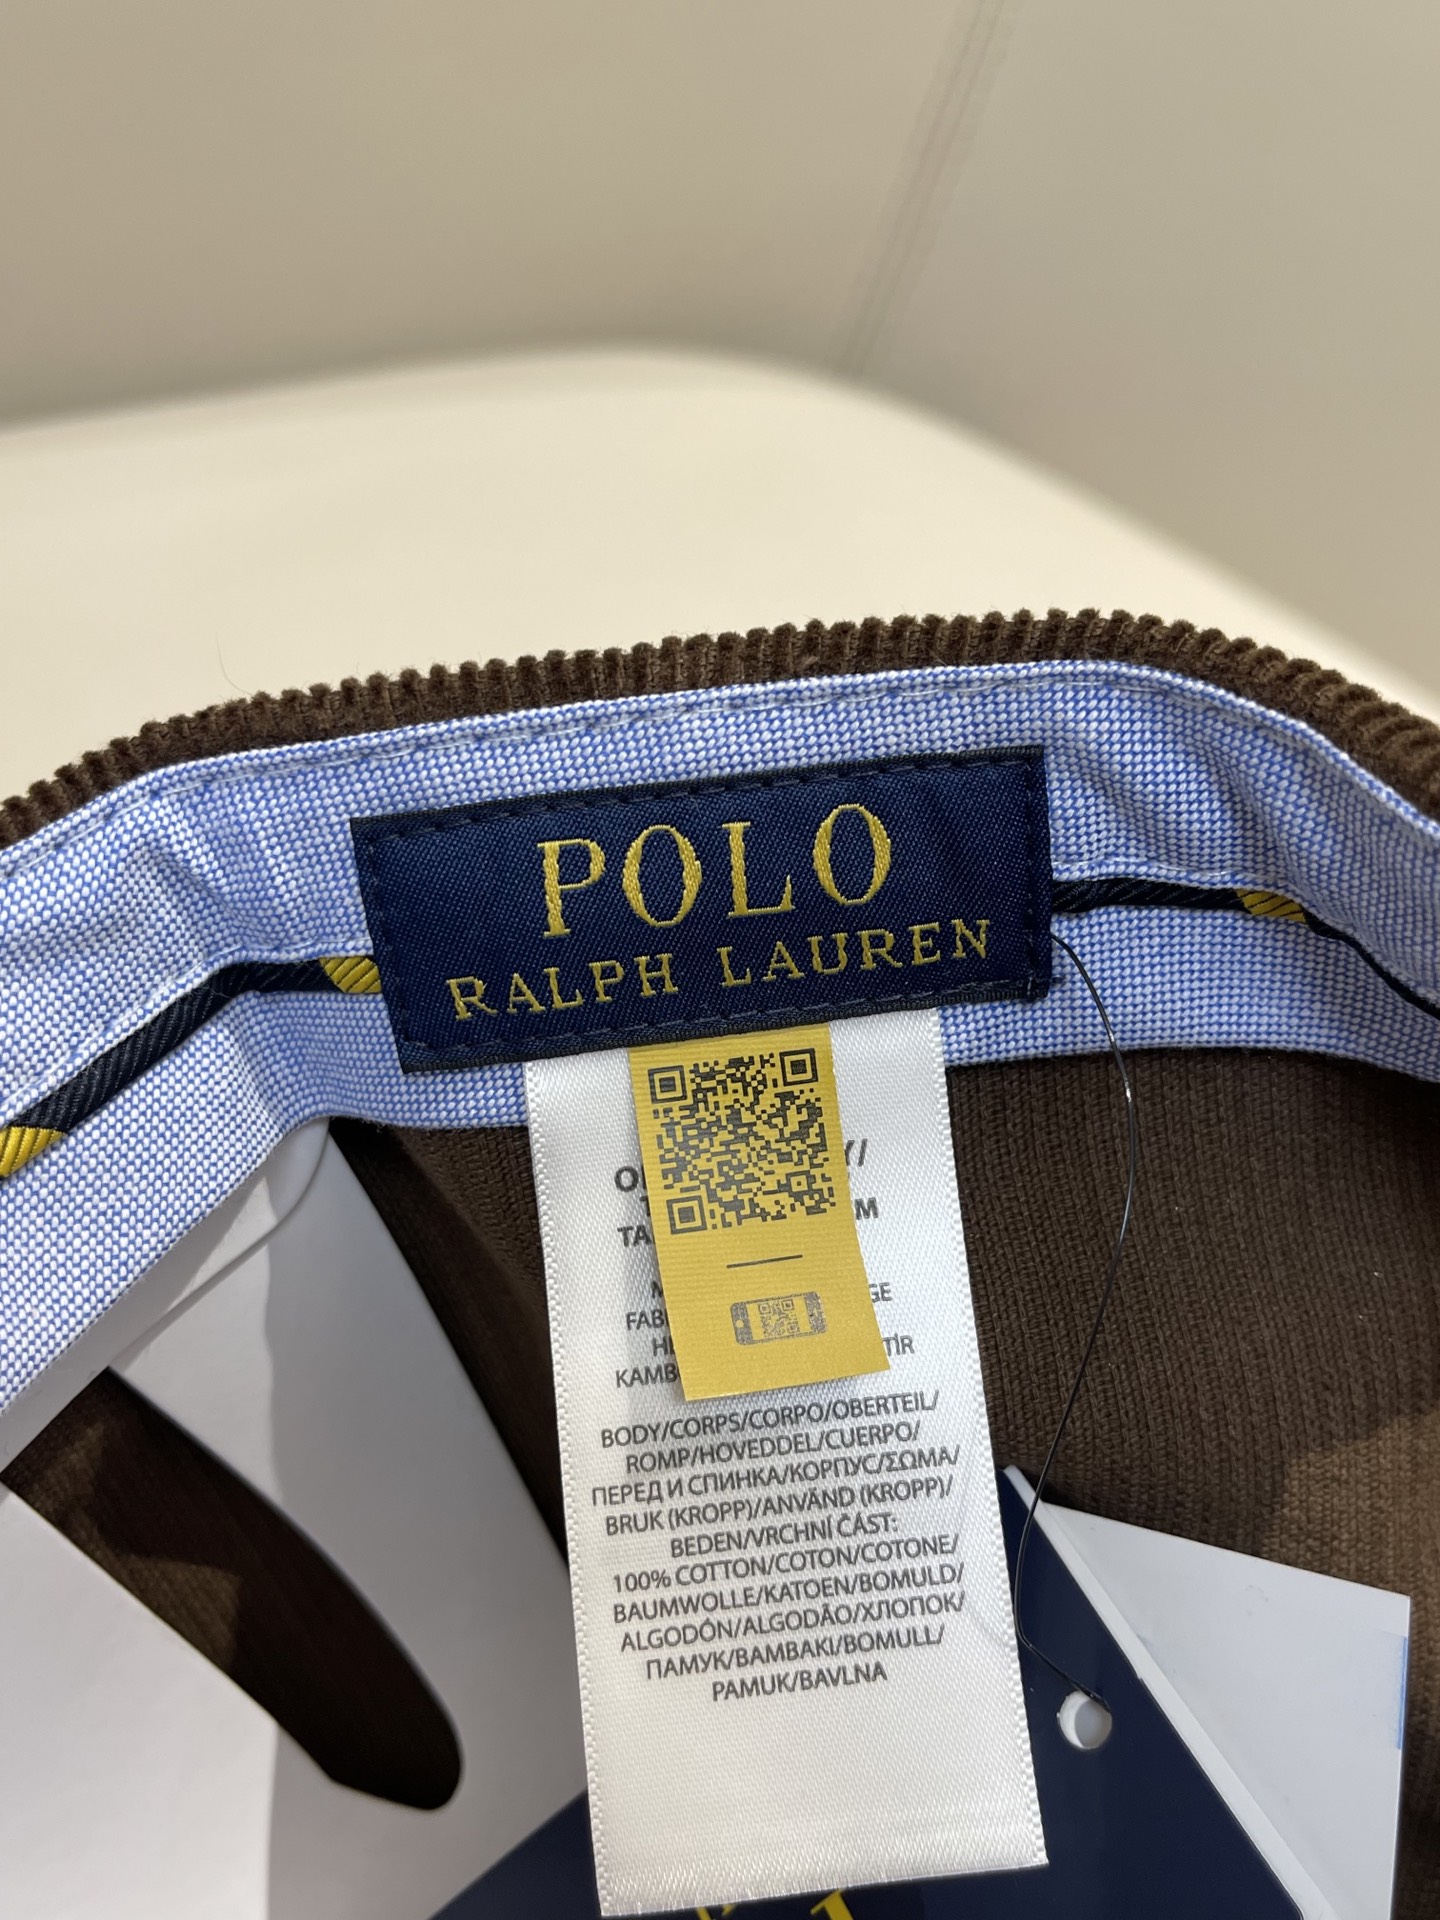 POLO
RALPH LAUREN
BODY/CORPS/CORPO/OBERTEIL/
ROMP/HOVEDDEL/CUERPO/
ПЕРЕД И СПИНКА/КОРПУС/ΣΩΜΑ/
BRUK (KROPP)/ANVÄND (KROPP)/
BEDEN/VRCHNÍ ČÁST:
100% COTTON/COTON/COTONE/
BAUMWOLLE/KATOEN/BOMULD/
ALGODÓN/ALGODÃO/ХЛОПОК/
ПАМУК/ΒΑΜΒΑΚΙ/BOMULL/
PAMUK/BAVLNA